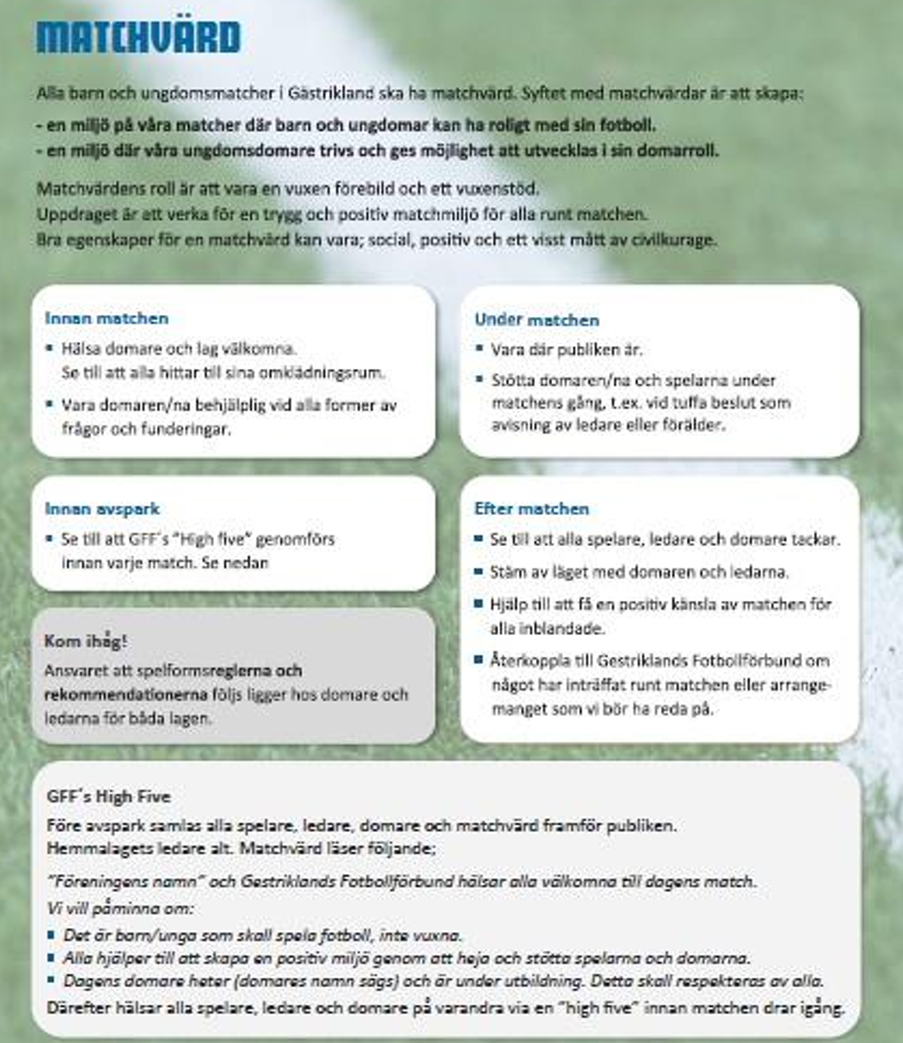 MATCHVÄRD
Alla barn och ungdomsmatcher i Gästrikland ska ha matchvärd. Syftet med matchvärdar är att skapa:
- en miljö på våra matcher där barn och ungdomar kan ha roligt med sin fotboll.
- en miljö där våra ungdomsdomare trivs och ges möjlighet att utvecklas i sin domarroll.
Matchvärdens roll är att vara en vuxen förebild och ett vuxenstöd.
Uppdraget är att verka för en trygg och positiv matchmiljö för alla runt matchen.
Bra egenskaper för en matchvärd kan vara; social, positiv och ett visst mått av civilkurage.
Innan matchen
▪ Hälsa domare och lag välkomna.
Se till att alla hittar till sina omklädningsrum.
▪ Vara domaren/na behjälplig vid alla former av
frågor och funderingar.
Under matchen
▪ Vara där publiken är.
▪ Stötta domaren/na och spelarna under
matchens gång, t.ex. vid tuffa beslut som
avisning av ledare eller förälder.
Innan avspark
▪ Se till att GFF´s "High five" genomförs
innan varje match. Se nedan
Kom ihåg!
Ansvaret att spelformsreglerna och
rekommendationerna följs ligger hos domare och
ledarna för båda lagen.
Efter matchen
▪ Se till att alla spelare, ledare och domare tackar.
▪ Stäm av läget med domaren och ledarna.
▪ Hjälp till att få en positiv känsla av matchen för
alla inblandade.
▪ Återkoppla till Gestriklands Fotbollförbund om
något har inträffat runt matchen eller arrange-
manget som vi bör ha reda på.
GFF´s High Five
Före avspark samlas alla spelare, ledare, domare och matchvärd framför publiken.
Hemmalagets ledare alt. Matchvärd läser följande;
"Föreningens namn" och Gestriklands Fotbollförbund hälsar alla välkomna till dagens match.
Vi vill påminna om:
▪ Det är barn/unga som skall spela fotboll, inte vuxna.
▪ Alla hjälper till att skapa en positiv miljö genom att heja och stötta spelarna och domarna.
▪ Dagens domare heter (domares namn sägs) och är under utbildning. Detta skall respekteras av alla.
Därefter hälsar alla spelare, ledare och domare på varandra via en "high five" innan matchen drar igång.